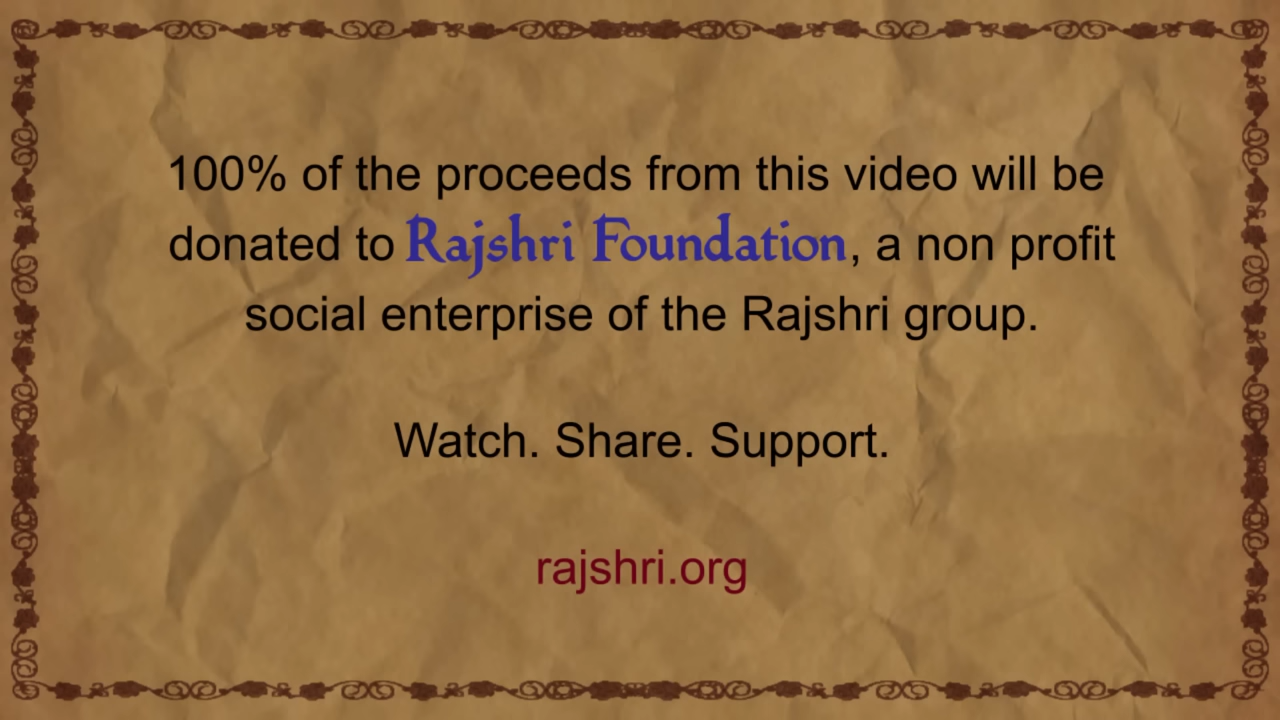 100% of the proceeds from this video will be
donated to Rajshri Foundation, a non profit
social enterprise of the Rajshri group.
Watch. Share. Support.
rajshri.org